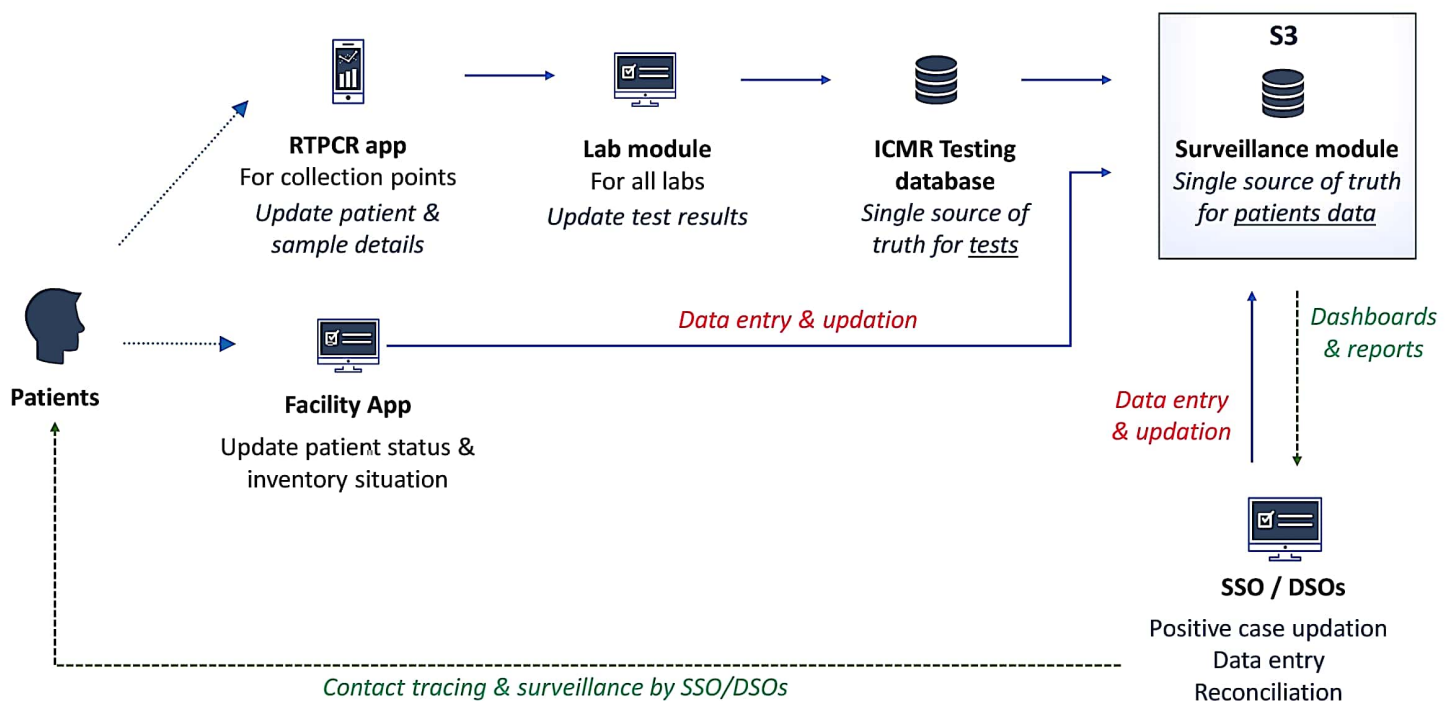 S3
RTPCR app
For collection points
Update patient &
sample details
Lab module
For all labs
Update test results
ICMR Testing
database
Single source of
truth for tests
Surveillance module
Single source of truth
for patients data
Patients
Facility App
Update patient status &
inventory situation
Data entry & updation
Data entry
& updation
Dashboards
& reports
SSO / DSOs
Positive case updation
Data entry
Reconciliation
Contact tracing & surveillance by SSO/DSOs